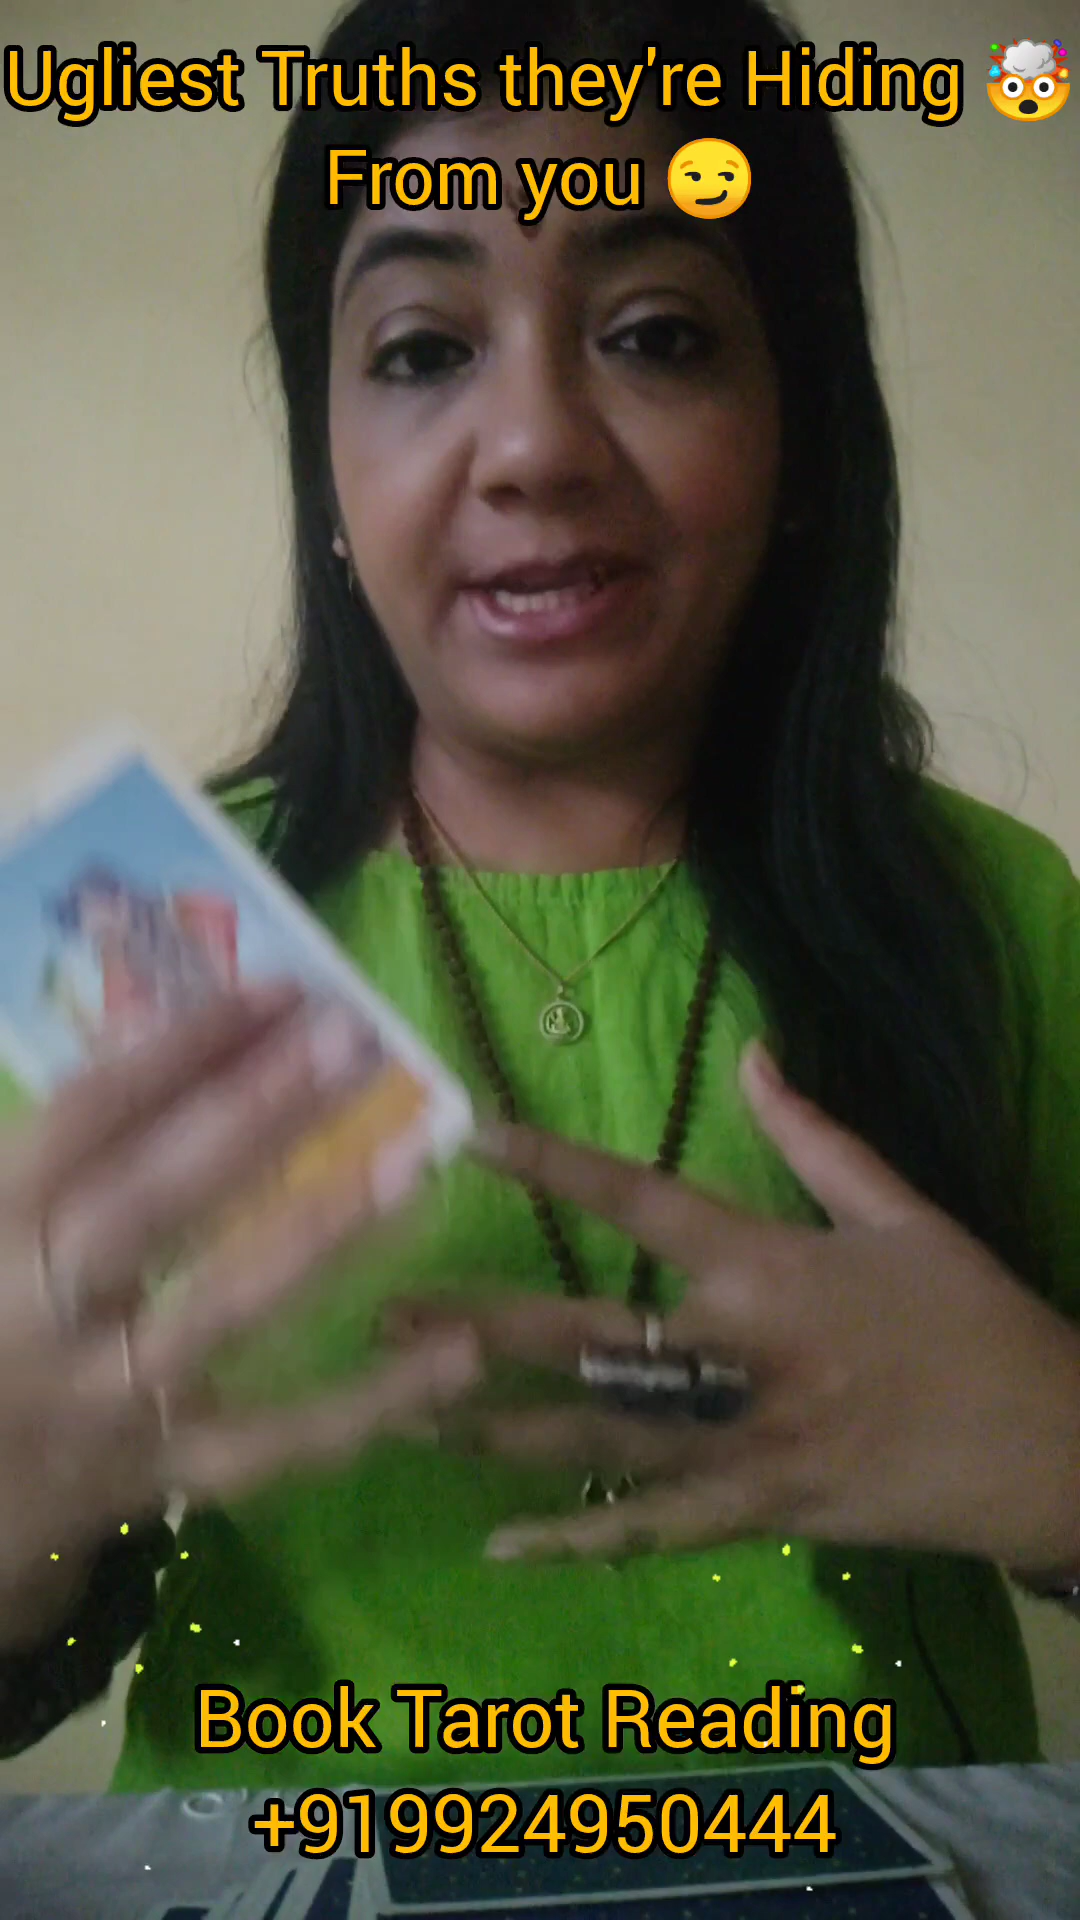 Ugliest Truths they're Hiding 🤯
From you 😏
Book Tarot Reading
+919924950444